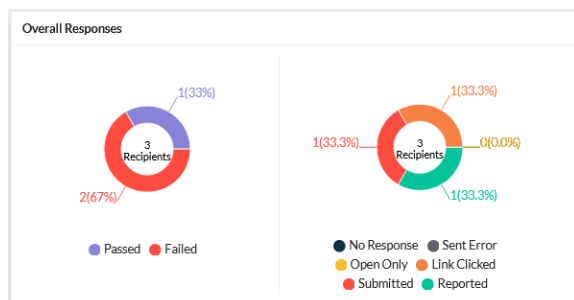 Overall Responses
1(33%)
3
Recipients
2(67%)
Passed Failed
1(33.3%)
1(33.3%)
3
Recipients
0(0.0%)
1(33.3%)
No Response Sent Error
Open Only Link Clicked
Submitted Reported